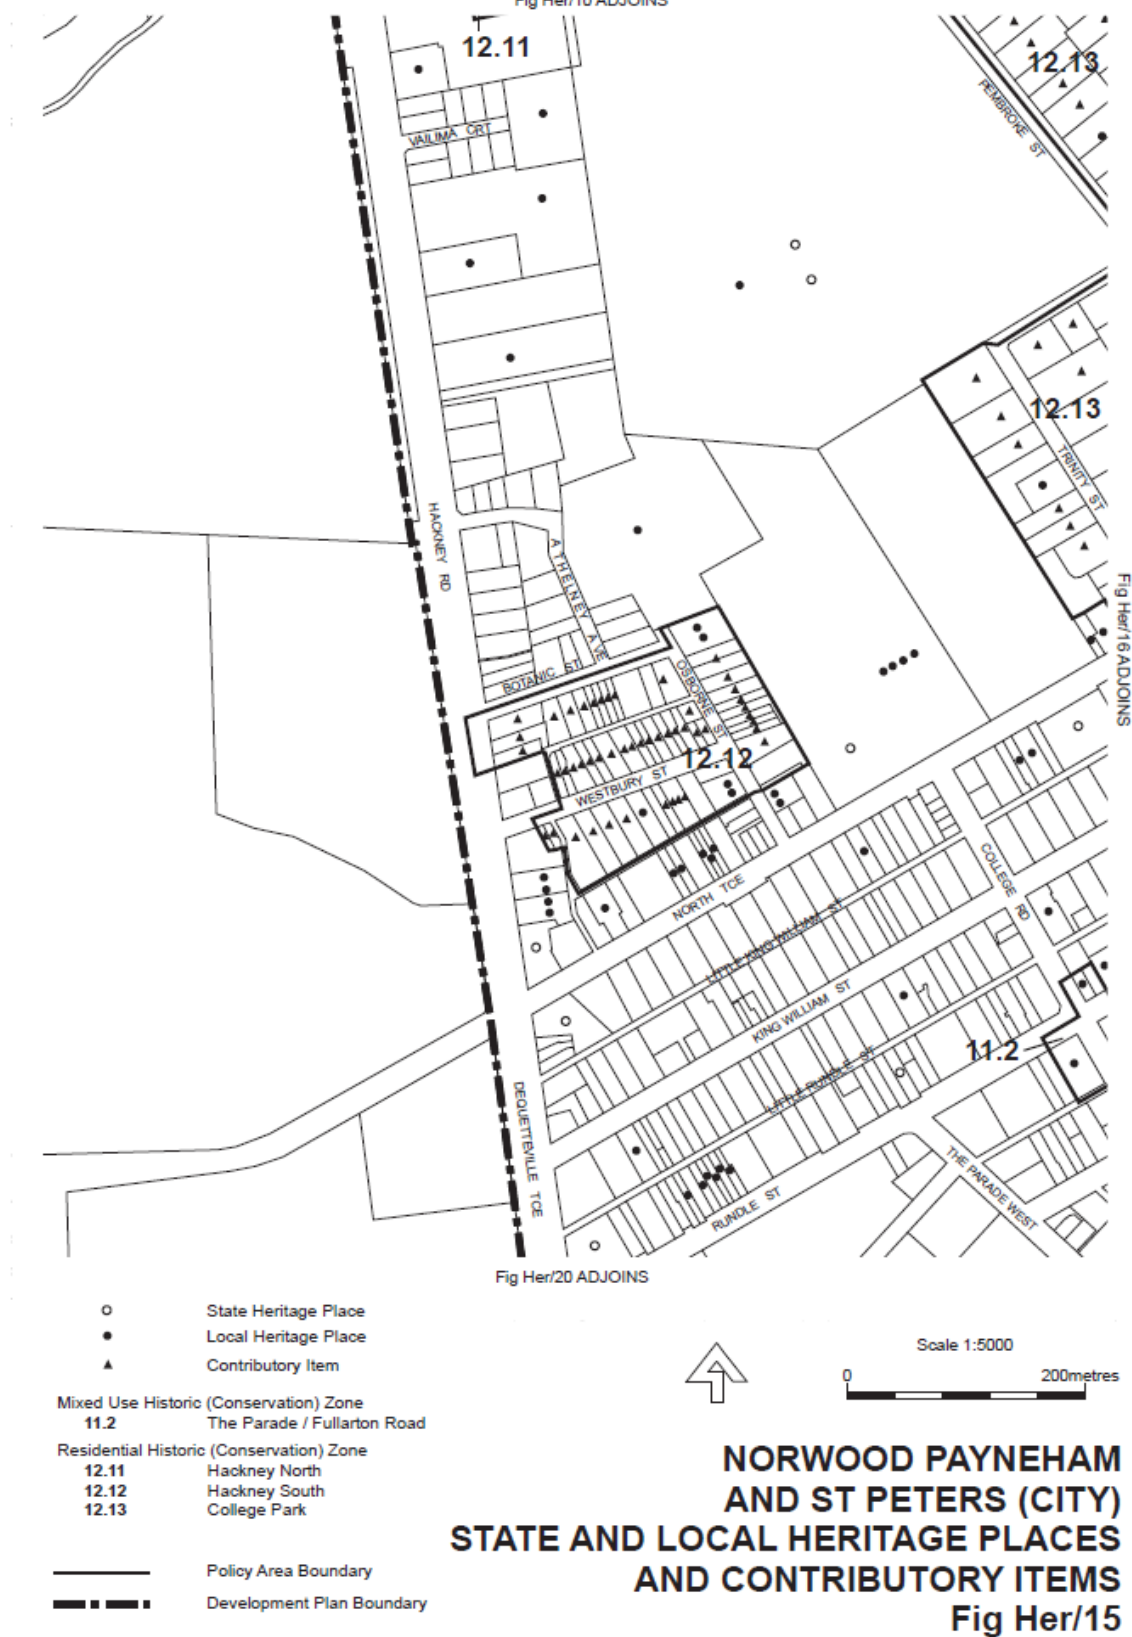 Fig Her/10 ADJOINS
12.11
12.13
PEMBROKE ST
VAILIMA CRT
12.13
TRINITY ST
HACKNEY RD
ATHELNEY AVE
Fig Her/16 ADJOINS
BOTANIC ST
OSBORNE ST
12.12
WESTBURY ST
COLLEGE RD
NORTH TCE
LITTLE KING WILLIAM ST
KING WILLIAM ST
11.2
LITTLE RUNDLE ST
DEQUETTEVILLE TCE
THE PARADE WEST
RUNDLE ST
Fig Her/20 ADJOINS
State Heritage Place
Local Heritage Place
Contributory Item
Scale 1:5000
0 200metres
Mixed Use Historic (Conservation) Zone
11.2 The Parade / Fullarton Road
Residential Historic (Conservation) Zone
12.11 Hackney North
12.12 Hackney South
12.13 College Park
Policy Area Boundary
Development Plan Boundary
NORWOOD PAYNEHAM
AND ST PETERS (CITY)
STATE AND LOCAL HERITAGE PLACES
AND CONTRIBUTORY ITEMS
Fig Her/15